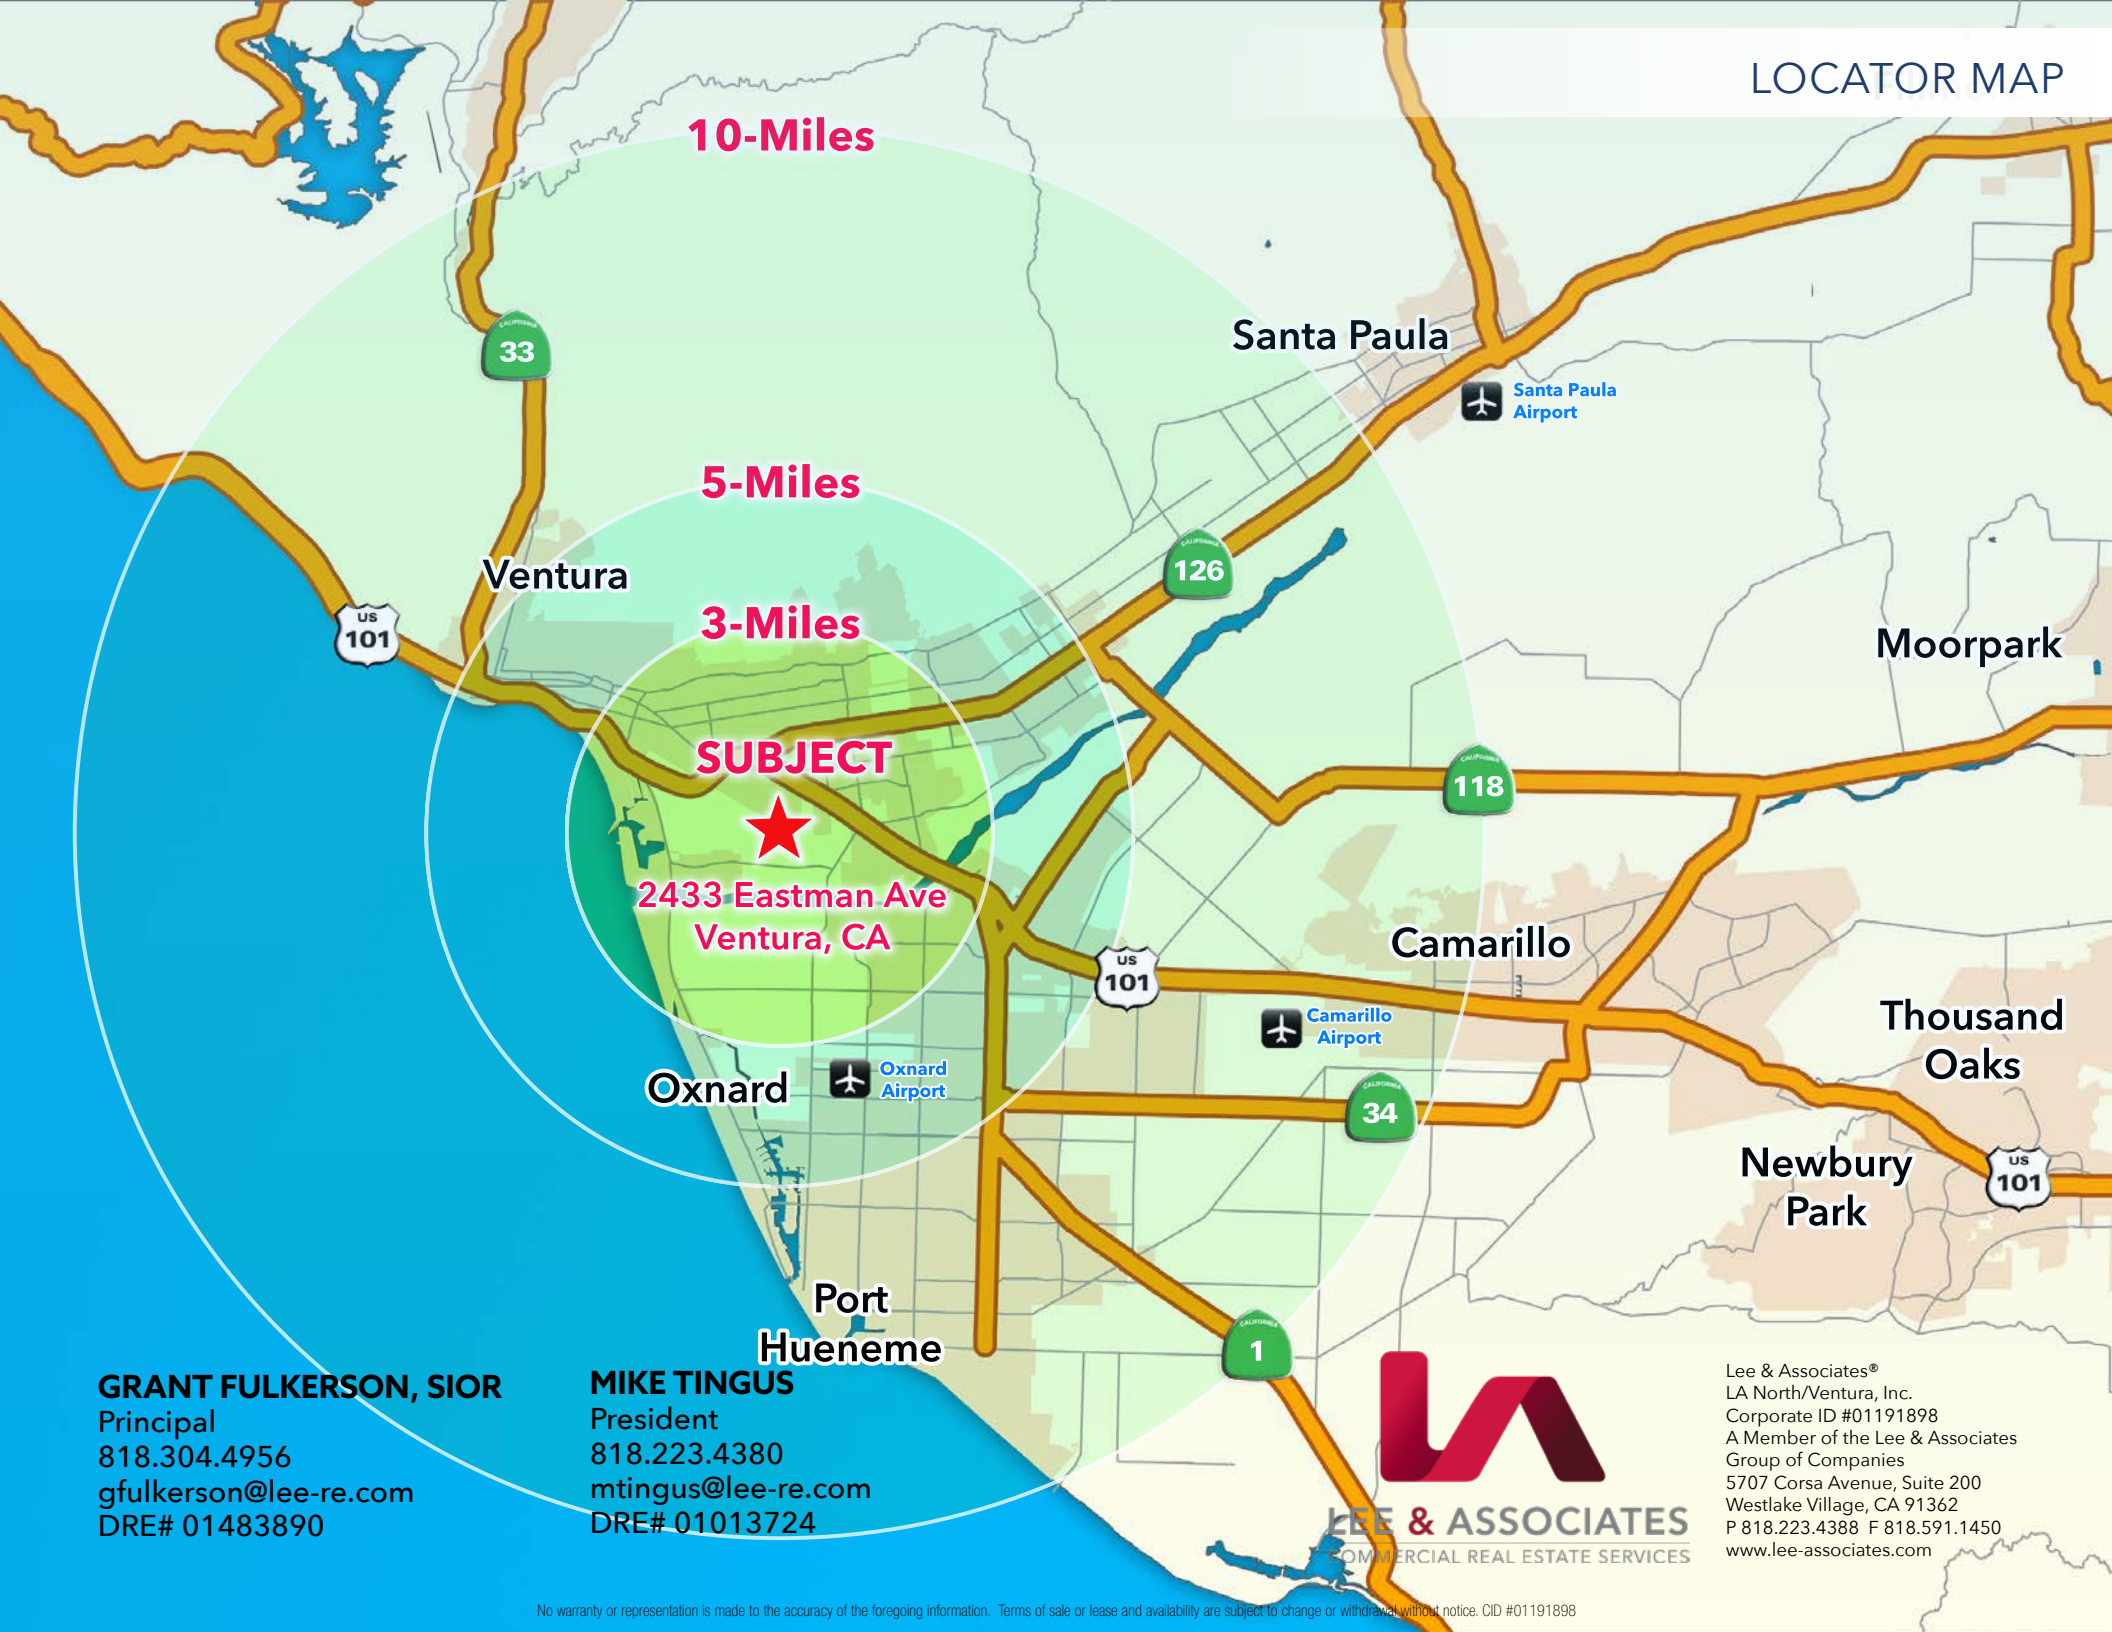 LOCATOR MAP
10-Miles
CALIFORNIA
33
Santa Paula
Santa Paula
Airport
5-Miles
Ventura
CALIFORNIA
126
3-Miles
US
101
Moorpark
SUBJECT
CALIFORNIA
118
2433 Eastman Ave
Ventura, CA
Camarillo
US
101
Camarillo
Airport
Thousand
Oaks
Oxnard
Oxnard
Airport
CALIFORNIA
34
Newbury
Park
US
101
Port
Hueneme
CALIFORNIA
1
GRANT FULKERSON, SIOR
Principal
818.304.4956
gfulkerson@lee-re.com
DRE# 01483890
MIKE TINGUS
President
818.223.4380
mtingus@lee-re.com
DRE# 01013724
LEE & ASSOCIATES
COMMERCIAL REAL ESTATE SERVICES
Lee & Associates®
LA North/Ventura, Inc.
Corporate ID #01191898
A Member of the Lee & Associates
Group of Companies
5707 Corsa Avenue, Suite 200
Westlake Village, CA 91362
P 818.223.4388 F 818.591.1450
www.lee-associates.com
No warranty or representation is made to the accuracy of the foregoing information. Terms of sale or lease and availability are subject to change or withdrawal without notice. CID #01191898